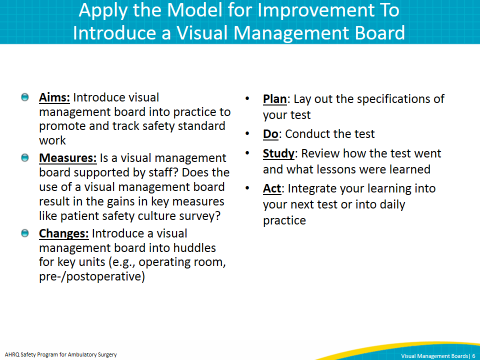 Apply the Model for Improvement To
Introduce a Visual Management Board
Aims: Introduce visual
management board into practice to
promote and track safety standard
work
Measures: Is a visual management
board supported by staff? Does the
use of a visual management board
result in the gains in key measures
like patient safety culture survey?
Changes: Introduce a visual
management board into huddles
for key units (e.g., operating room,
pre-/postoperative)
• Plan: Lay out the specifications of
your test
• Do: Conduct the test
• Study: Review how the test went
and what lessons were learned
• Act: Integrate your learning into
your next test or into daily
practice
AHRQ Safety Program for Ambulatory Surgery
Visual Management Boards| 6